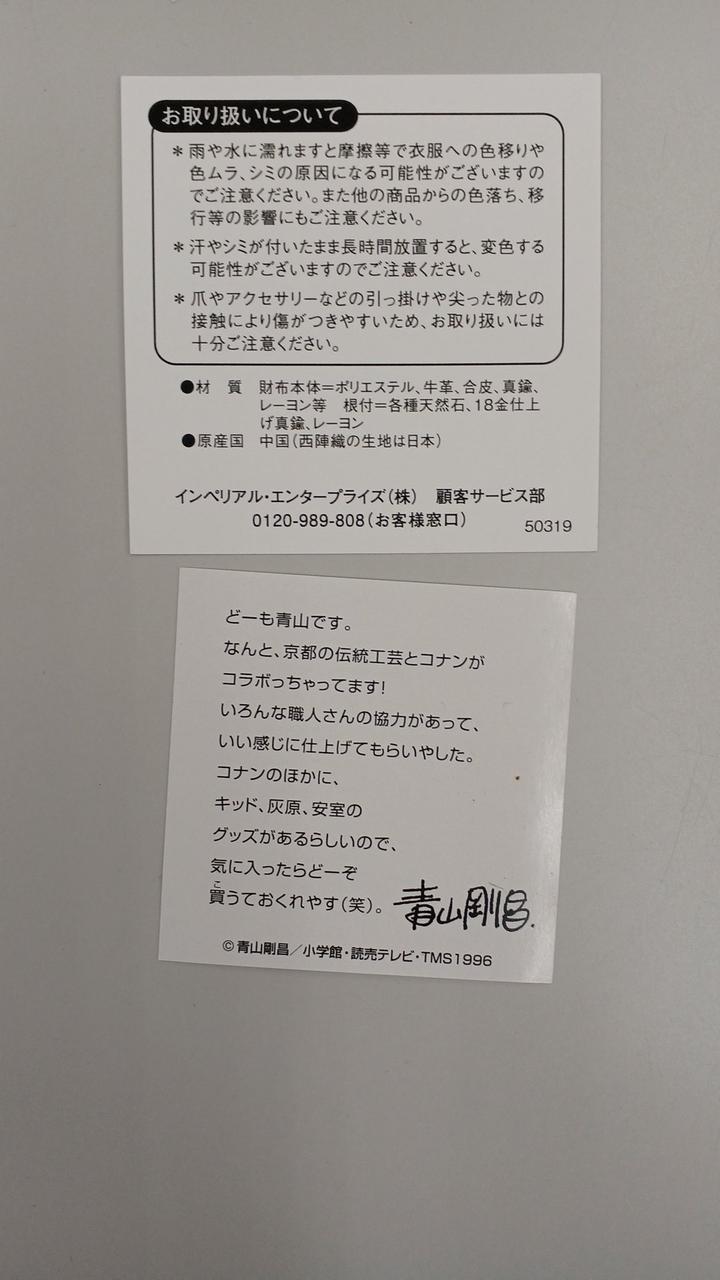 お取り扱いについて
＊雨や水に濡れますと摩擦等で衣服への色移りや
色ムラ、シミの原因になる可能性がございますの
でご注意ください。また他の商品からの色落ち、移
行等の影響にもご注意ください。
＊汗やシミが付いたまま長時間放置すると、変色する
可能性がございますのでご注意ください。
＊爪やアクセサリーなどの引っ掛けや尖った物との
接触により傷がつきやすいため、お取り扱いには
十分ご注意ください。
●材　質　財布本体＝ポリエステル、牛革、合皮、真鍮、
レーヨン等　根付＝各種天然石、18金仕上
げ真鍮、レーヨン
●原産国　中国（西陣織の生地は日本）
インペリアル・エンタープライズ（株）　顧客サービス部
0120-989-808（お客様窓口）　50319
どーも青山です。
なんと、京都の伝統工芸とコナンが
コラボっちゃってます!
いろんな職人さんの協力があって、
いい感じに仕上げてもらいやした。
コナンのほかに、
キッド、灰原、安室の
グッズがあるらしいので、
気に入ったらどーぞ
こ
買うておくれやす（笑）。 青山剛昌.
©青山剛昌／小学館・読売テレビ・TMS1996